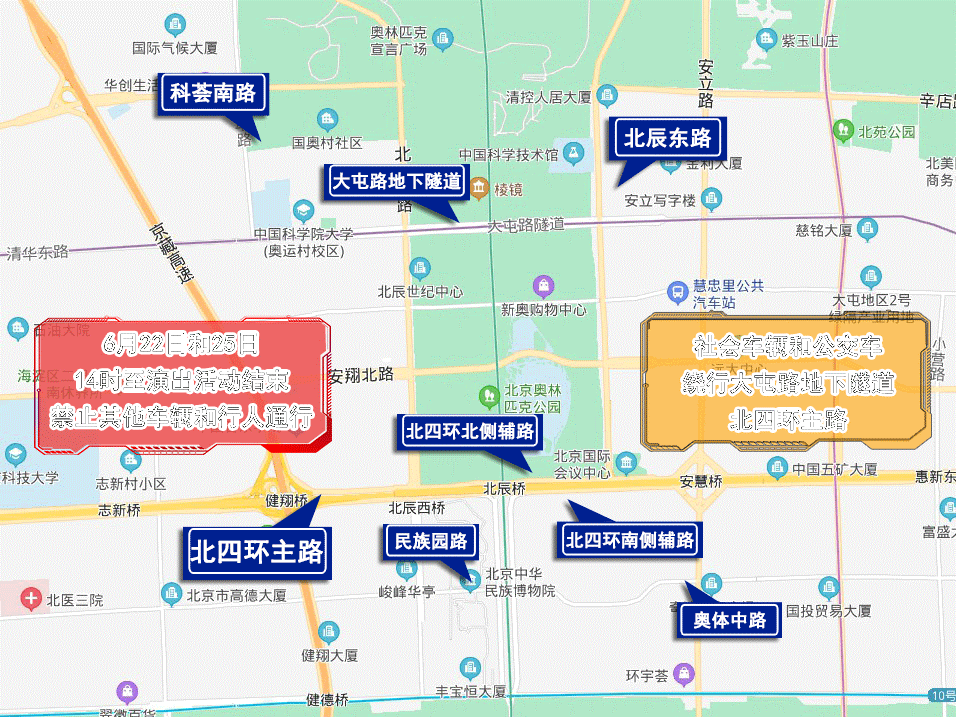 奥林匹克
宣言广场
紫玉山庄
国际气候大厦
安立路
华创生活
科荟南路
清控人居大厦
辛店路
北辰东路
北苑公园
国奥村社区
路
北
中国科学技术馆
金利大厦
北美
商务
大屯路地下隧道
棱镜
路
安立写字楼
中国科学院大学
(奥运村校区)
大屯路隧道
慈铭大厦
清华东路
京藏高速
北辰世纪中心
新奥购物中心
慧忠里公共
汽车站
大屯地区2号
绿隔产业用地
石油大院
6月22日和25日
14时至演出活动结束
禁止其他车辆和行人通行
社会车辆和公交车
绕行大屯路地下隧道
北四环主路
小营路
安翔北路
北京奥林
匹克公园
北四环北侧辅路
北京国际
会议中心
科技大学
志新村小区
中国五矿大厦
惠新东
安慧桥
北辰桥
健翔桥
北辰西桥
志新桥
富盛大
北四环主路
民族园路
北四环南侧辅路
北京中华
民族博物院
峻峰华亭
北医三院
北京市高德大厦
国投贸易大厦
奥体中路
健翔大厦
环宇荟
丰宝恒大厦
健德桥
翠微百货
10号